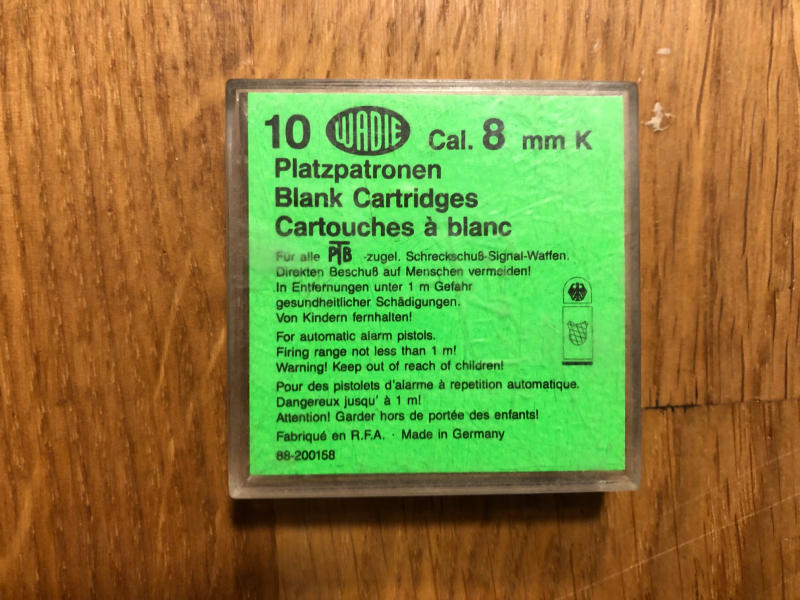 10 WADIE Cal. 8 mm K
Platzpatronen
Blank Cartridges
Cartouches à blanc
Für alle PTB -zugel. Schreckschuß-Signal-Waffen.
Direkten Beschuß auf Menschen vermeiden!
In Entfernungen unter 1 m Gefahr
gesundheitlicher Schädigungen.
Von Kindern fernhalten!
For automatic alarm pistols.
Firing range not less than 1 m!
Warning! Keep out of reach of children!
Pour des pistolets d'alarme à repetition automatique.
Dangereux jusqu' à 1 m!
Attention! Garder hors de portée des enfants!
Fabriqué en R.F.A. · Made in Germany
88-200158